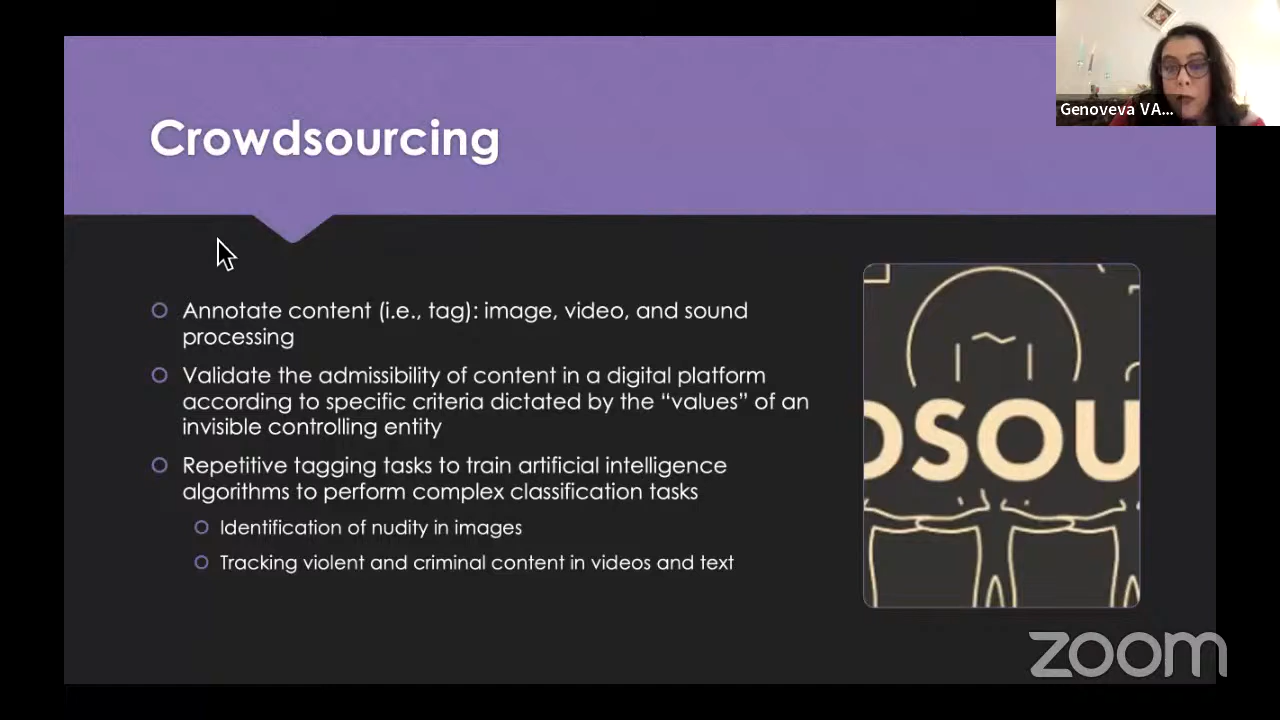 Genoveva VA...
Crowdsourcing
Annotate content (i.e., tag): image, video, and sound
processing
Validate the admissibility of content in a digital platform
according to specific criteria dictated by the “values” of an
invisible controlling entity
Repetitive tagging tasks to train artificial intelligence
algorithms to perform complex classification tasks
Identification of nudity in images
Tracking violent and criminal content in videos and text
DSOU
zoom